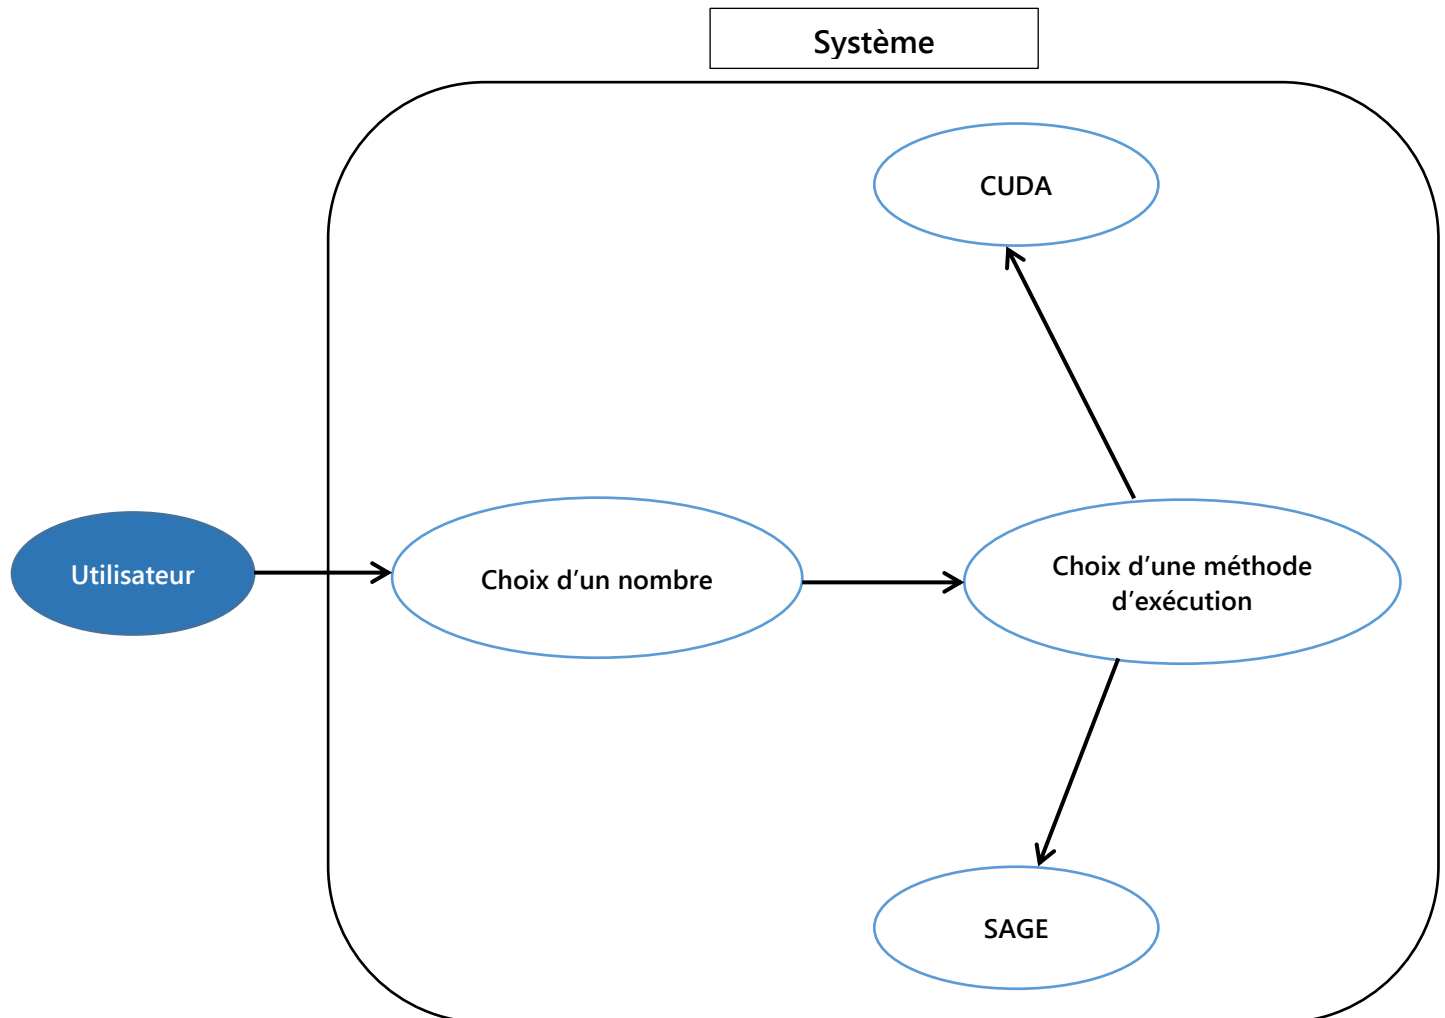 Système
CUDA
Utilisateur
Choix d’un nombre
Choix d’une méthode
d’exécution
SAGE